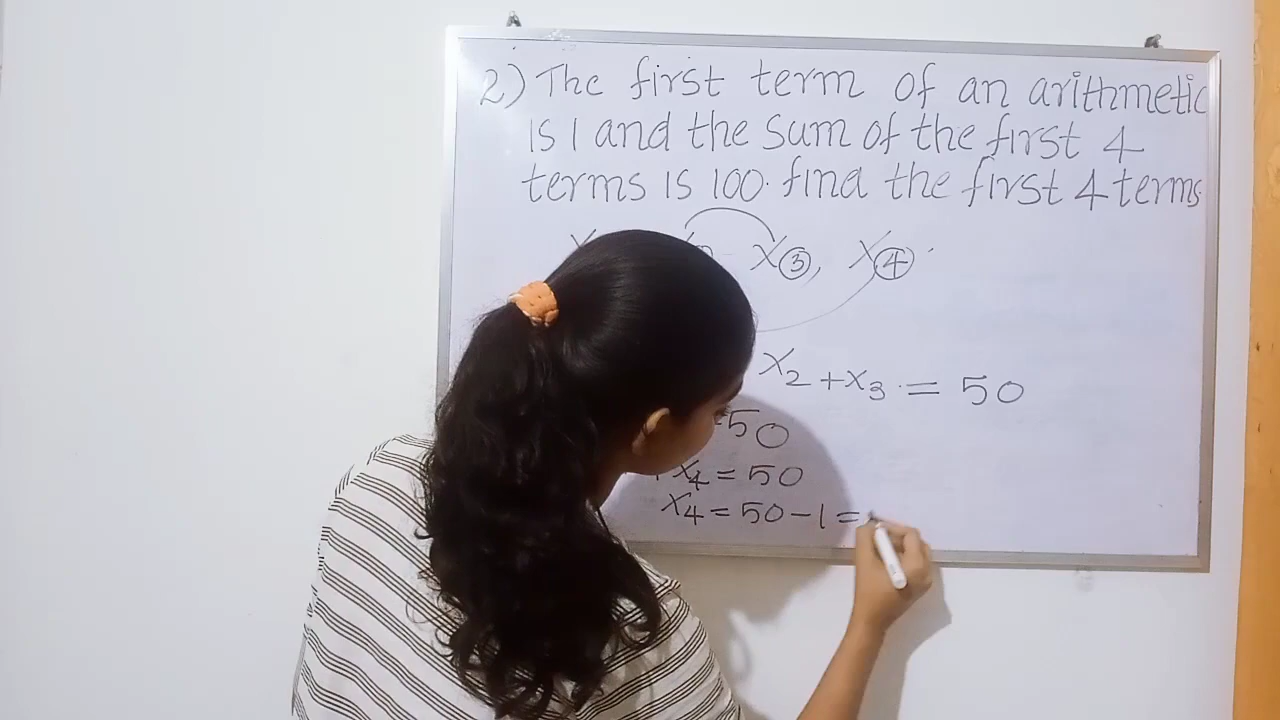 2) The first term of an arithmetic
is 1 and the sum of the first 4
terms is 100. find the first 4 terms
X3, X4
X2 + X3 = 50
=50
X4 = 50
X4 = 50 - 1 =